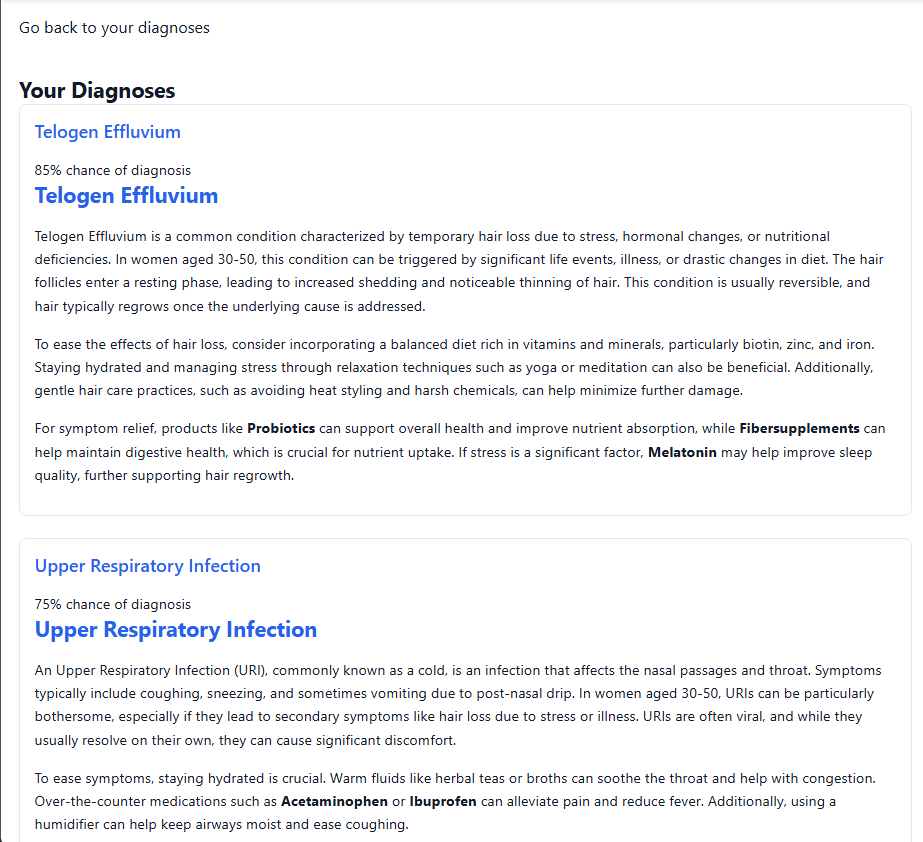 Go back to your diagnoses
Your Diagnoses
Telogen Effluvium
85% chance of diagnosis
Telogen Effluvium
Telogen Effluvium is a common condition characterized by temporary hair loss due to stress, hormonal changes, or nutritional
deficiencies. In women aged 30-50, this condition can be triggered by significant life events, illness, or drastic changes in diet. The hair
follicles enter a resting phase, leading to increased shedding and noticeable thinning of hair. This condition is usually reversible, and
hair typically regrows once the underlying cause is addressed.
To ease the effects of hair loss, consider incorporating a balanced diet rich in vitamins and minerals, particularly biotin, zinc, and iron.
Staying hydrated and managing stress through relaxation techniques such as yoga or meditation can also be beneficial. Additionally,
gentle hair care practices, such as avoiding heat styling and harsh chemicals, can help minimize further damage.
For symptom relief, products like Probiotics can support overall health and improve nutrient absorption, while Fibersupplements can
help maintain digestive health, which is crucial for nutrient uptake. If stress is a significant factor, Melatonin may help improve sleep
quality, further supporting hair regrowth.
Upper Respiratory Infection
75% chance of diagnosis
Upper Respiratory Infection
An Upper Respiratory Infection (URI), commonly known as a cold, is an infection that affects the nasal passages and throat. Symptoms
typically include coughing, sneezing, and sometimes vomiting due to post-nasal drip. In women aged 30-50, URIs can be particularly
bothersome, especially if they lead to secondary symptoms like hair loss due to stress or illness. URIs are often viral, and while they
usually resolve on their own, they can cause significant discomfort.
To ease symptoms, staying hydrated is crucial. Warm fluids like herbal teas or broths can soothe the throat and help with congestion.
Over-the-counter medications such as Acetaminophen or Ibuprofen can alleviate pain and reduce fever. Additionally, using a
humidifier can help keep airways moist and ease coughing.